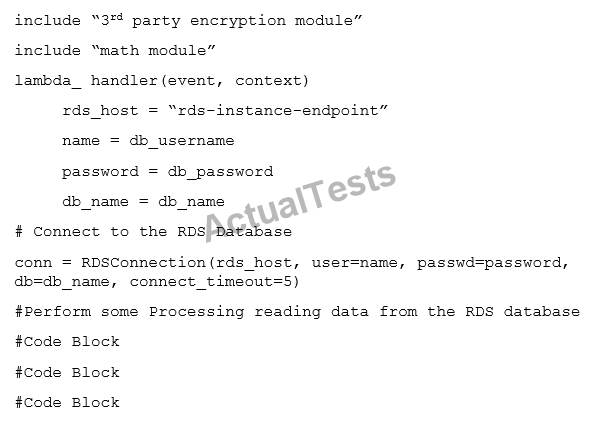 include “3rd party encryption module”
include “math module”
lambda_ handler(event, context)
rds_host = “rds-instance-endpoint”
name = db_username
password = db_password
db_name = db_name
ActualTests
# Connect to the RDS Database
conn = RDSConnection(rds_host, user=name, passwd=password,
db=db_name, connect_timeout=5)
#Perform some Processing reading data from the RDS database
#Code Block
#Code Block
#Code Block